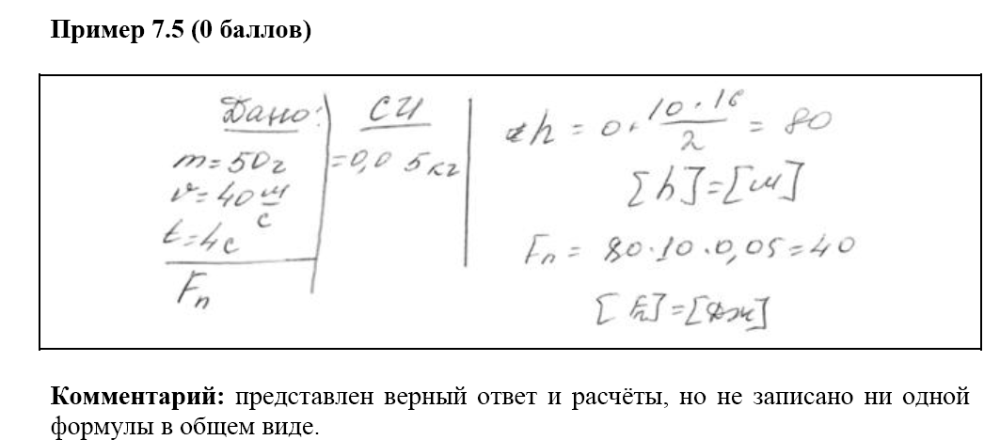 Пример 7.5 (0 баллов)
Дано: СИ
m = 50г = 0,05 кг
v = 40 м/с
t = 4с
Fп
h = 0 + 10·16/2 = 80
[h] = [м]
Fп = 80·10·0,05 = 40
[Fп] = [Дж]
Комментарий: представлен верный ответ и расчёты, но не записано ни одной
формулы в общем виде.